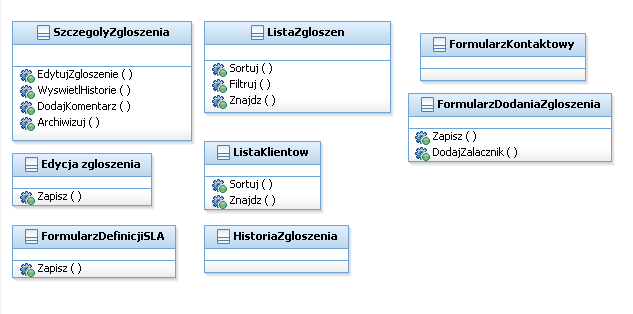 SzczegolyZgloszenia
EdytujZgloszenie ( )
WyswietlHistorie ( )
DodajKomentarz ( )
Archiwizuj ( )
ListaZgloszen
Sortuj ( )
Filtruj ( )
Znajdz ( )
FormularzKontaktowy
FormularzDodaniaZgloszenia
Zapisz ( )
DodajZalacznik ( )
Edycja zgloszenia
Zapisz ( )
ListaKlientow
Sortuj ( )
Znajdz ( )
FormularzDefinicjiSLA
Zapisz ( )
HistoriaZgloszenia